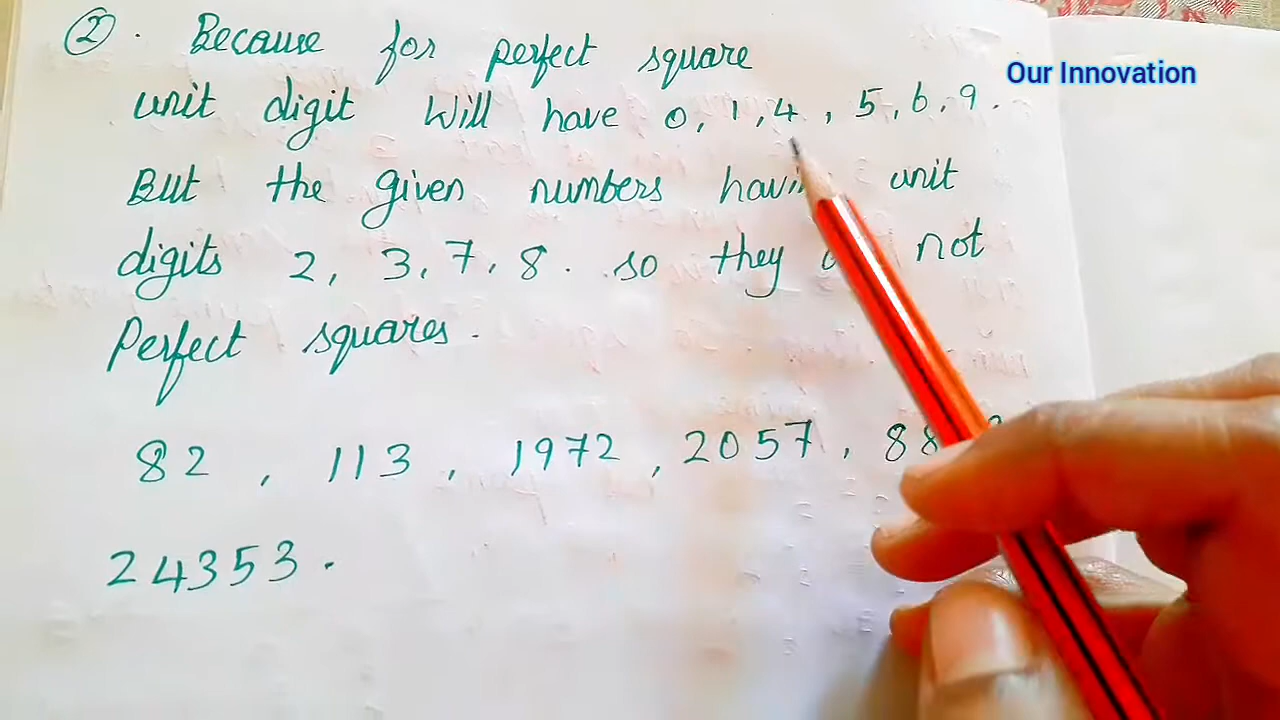 ②. Because for perfect square
Our Innovation
unit digit will have 0, 1, 4, 5, 6, 9.
But the given numbers unit
digits 2, 3, 7, 8. so they not
Perfect squares.
82, 113, 1972, 2057,
24353.